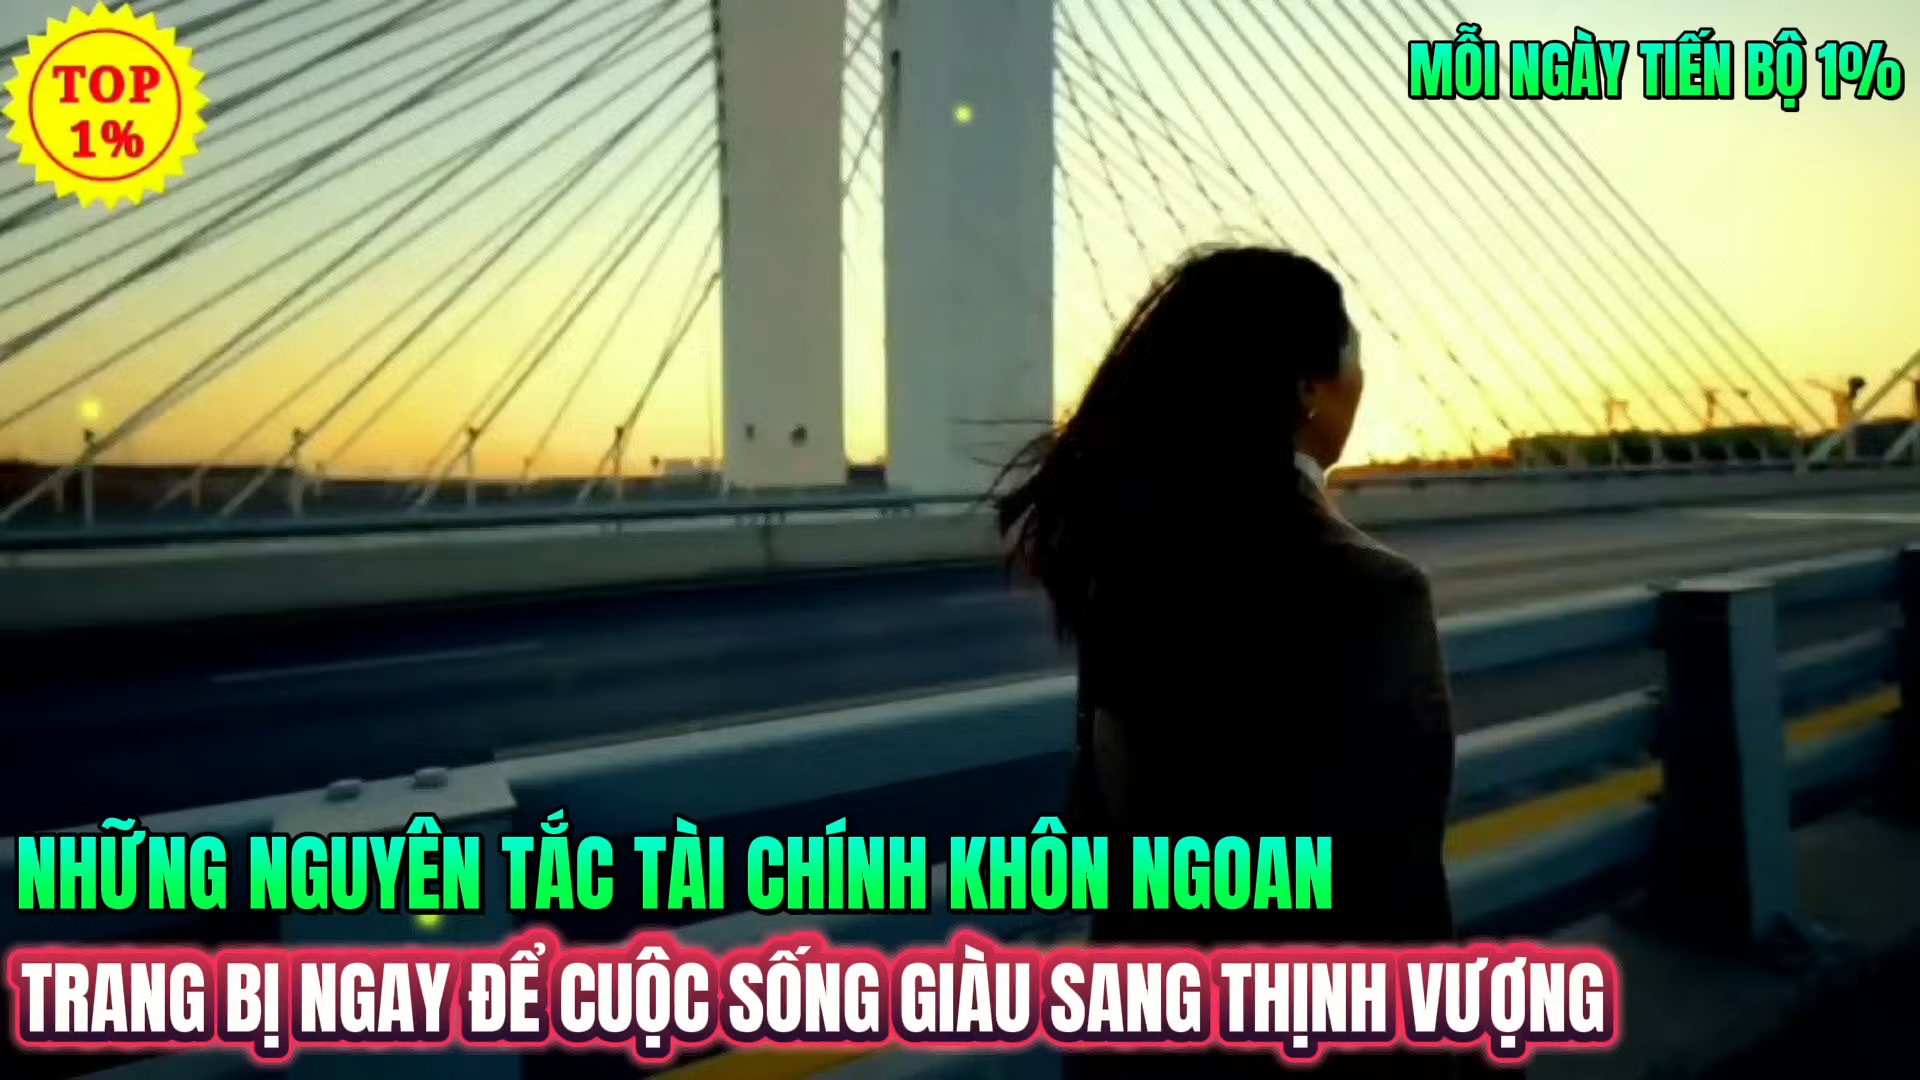 TOP
1%
MỖI NGÀY TIẾN BỘ 1%
NHỮNG NGUYÊN TẮC TÀI CHÍNH KHÔN NGOAN
TRANG BỊ NGAY ĐỂ CUỘC SỐNG GIÀU SANG THỊNH VƯỢNG